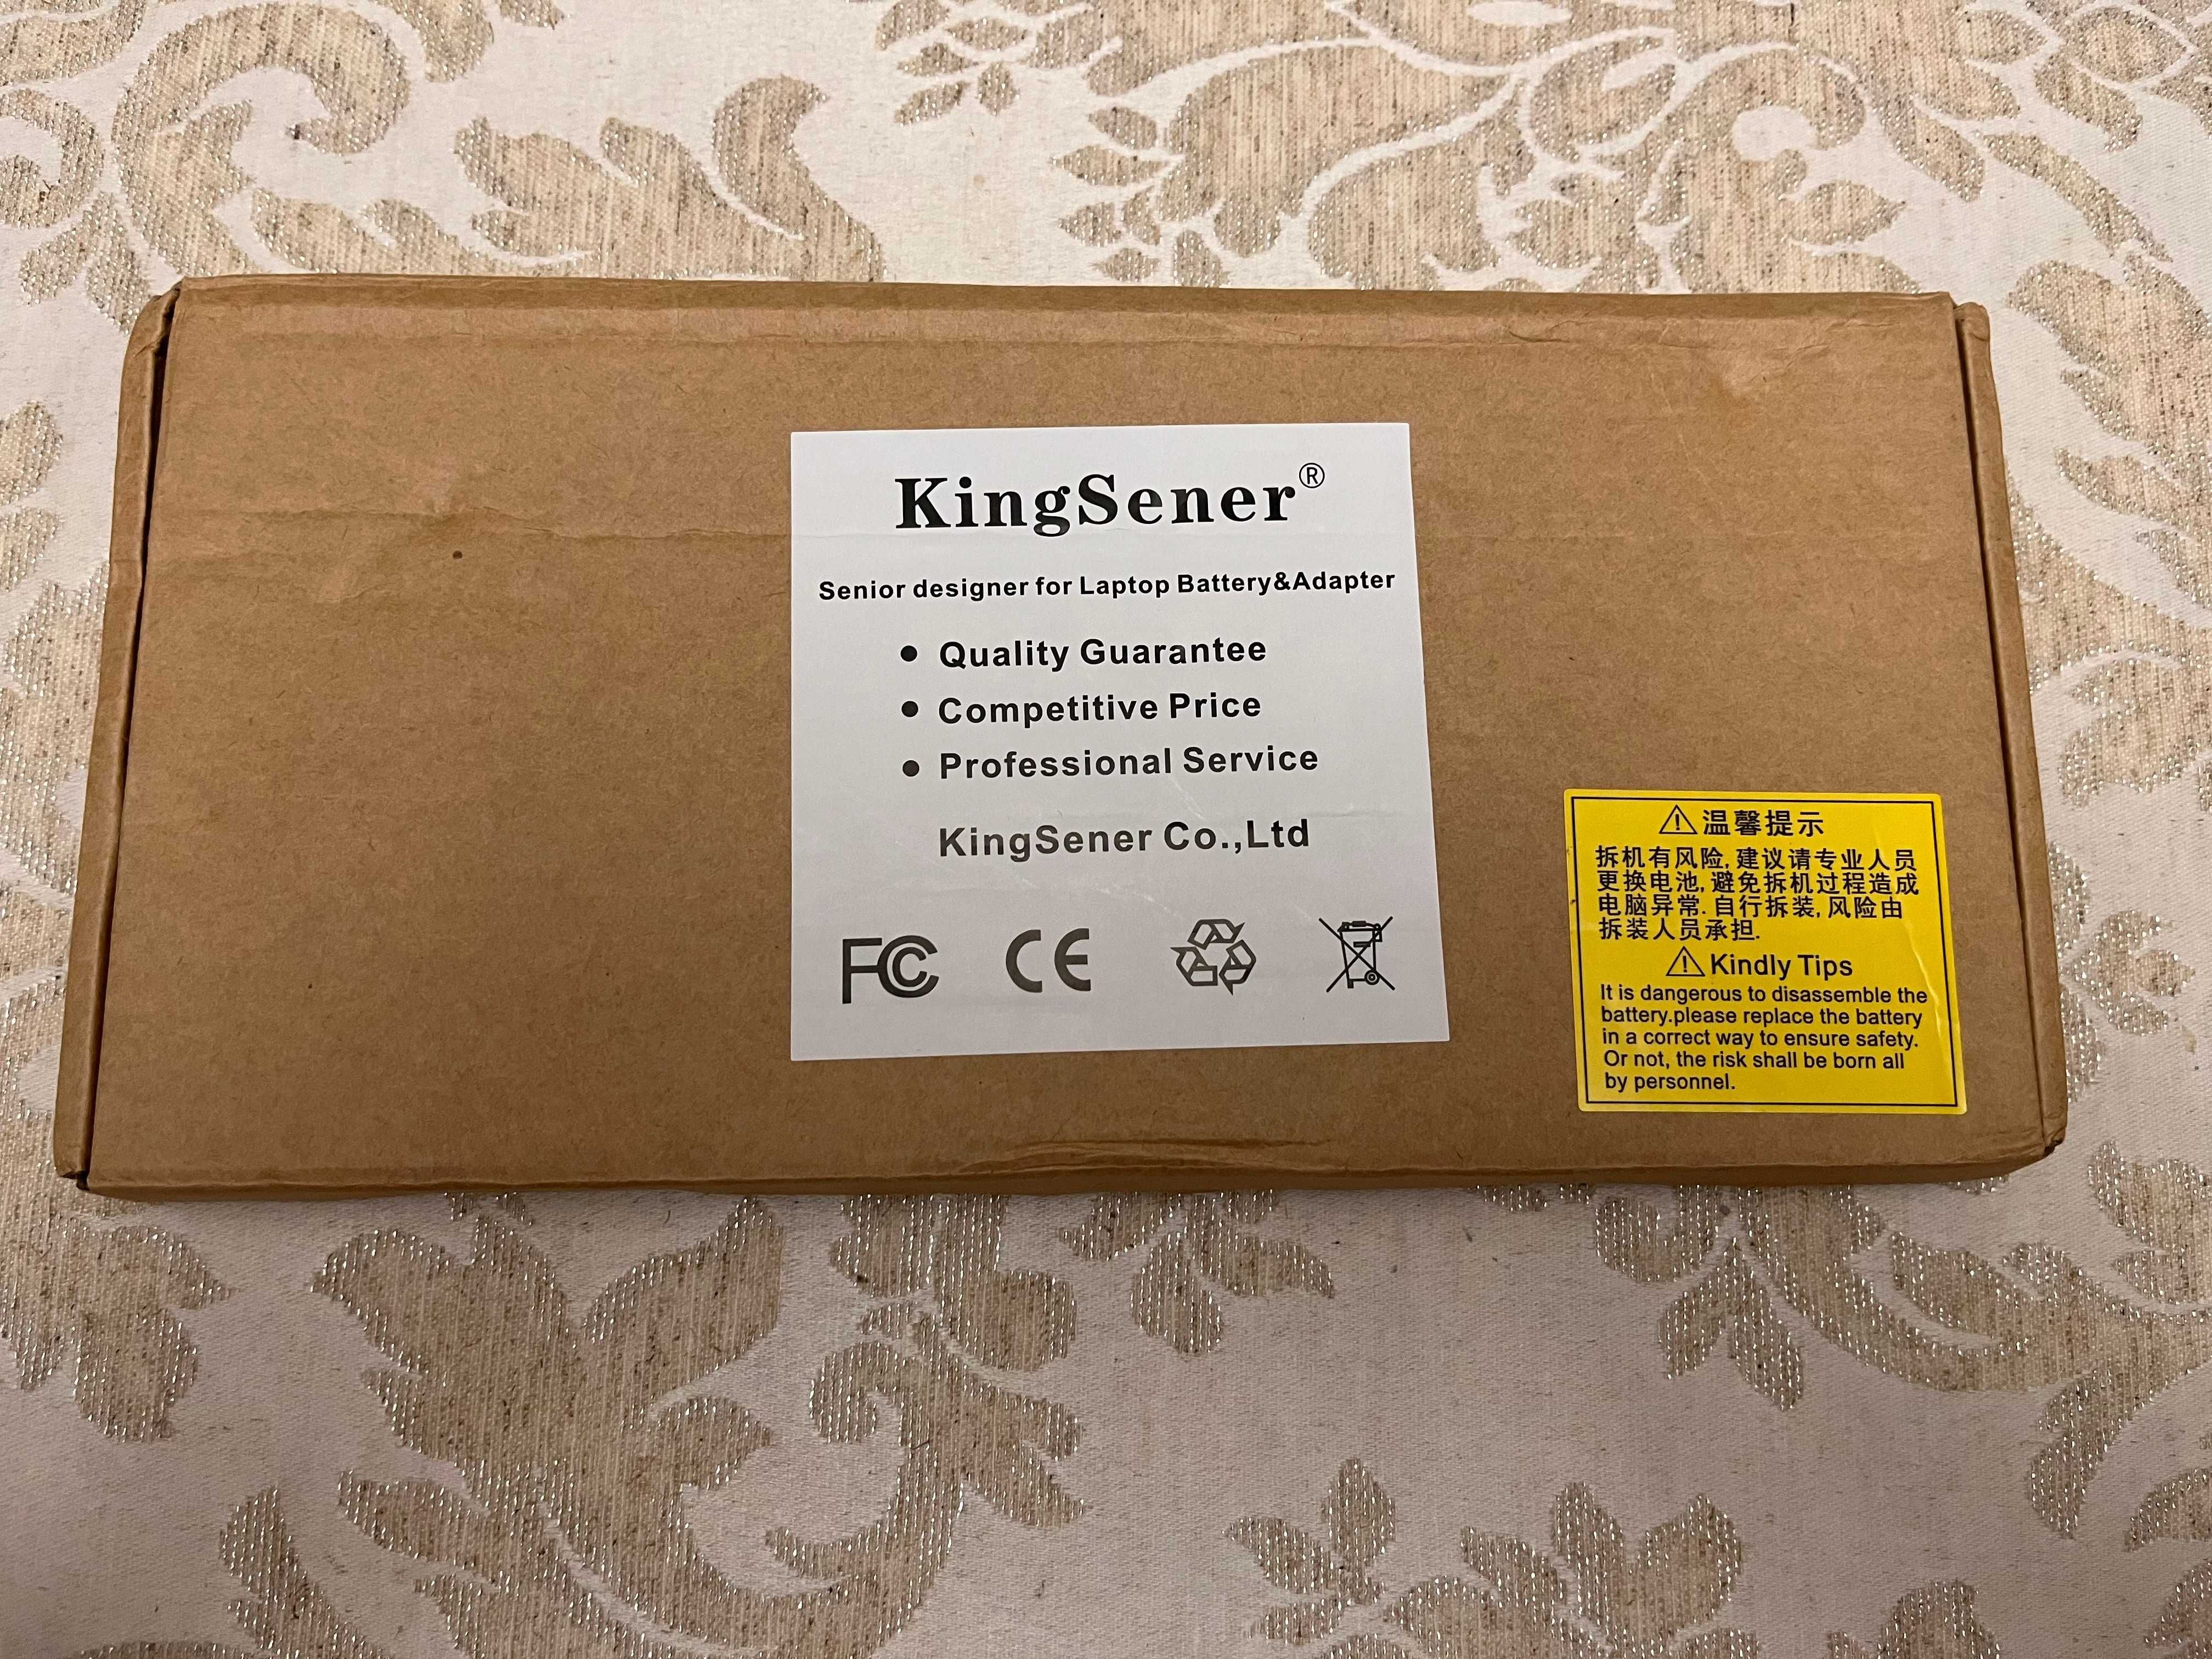 KingSener®
Senior designer for Laptop Battery&Adapter
● Quality Guarantee
● Competitive Price
● Professional Service
KingSener Co.,Ltd
FC CE
⚠温馨提示
拆机有风险,建议请专业人员
更换电池,避免拆机过程造成
电脑异常.自行拆装,风险由
拆装人员承担.
⚠Kindly Tips
It is dangerous to disassemble the
battery.please replace the battery
in a correct way to ensure safety.
Or not, the risk shall be born all
by personnel.